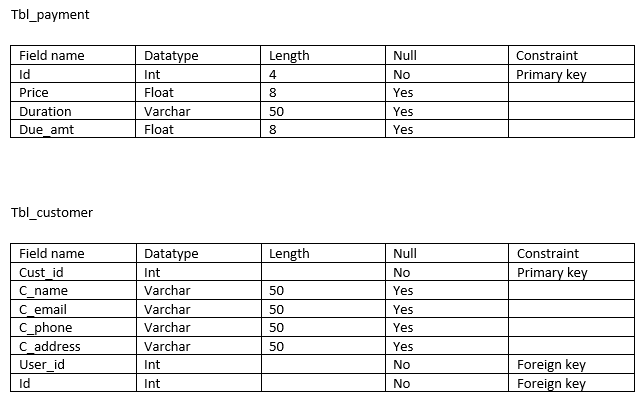 Tbl_payment
Field name Datatype Length Null Constraint
Id Int 4 No Primary key
Price Float 8 Yes
Duration Varchar 50 Yes
Due_amt Float 8 Yes
Tbl_customer
Field name Datatype Length Null Constraint
Cust_id Int No Primary key
C_name Varchar 50 Yes
C_email Varchar 50 Yes
C_phone Varchar 50 Yes
C_address Varchar 50 Yes
User_id Int No Foreign key
Id Int No Foreign key